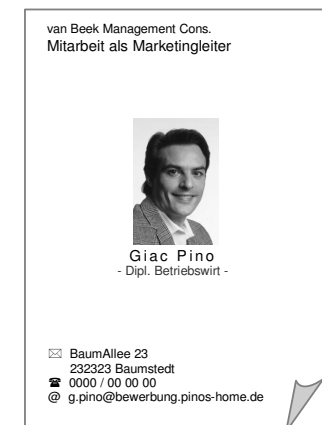 van Beek Management Cons.
Mitarbeit als Marketingleiter
Giac Pino
- Dipl. Betriebswirt -
BaumAllee 23
232323 Baumstedt
0000 / 00 00 00
@ g.pino@bewerbung.pinos-home.de